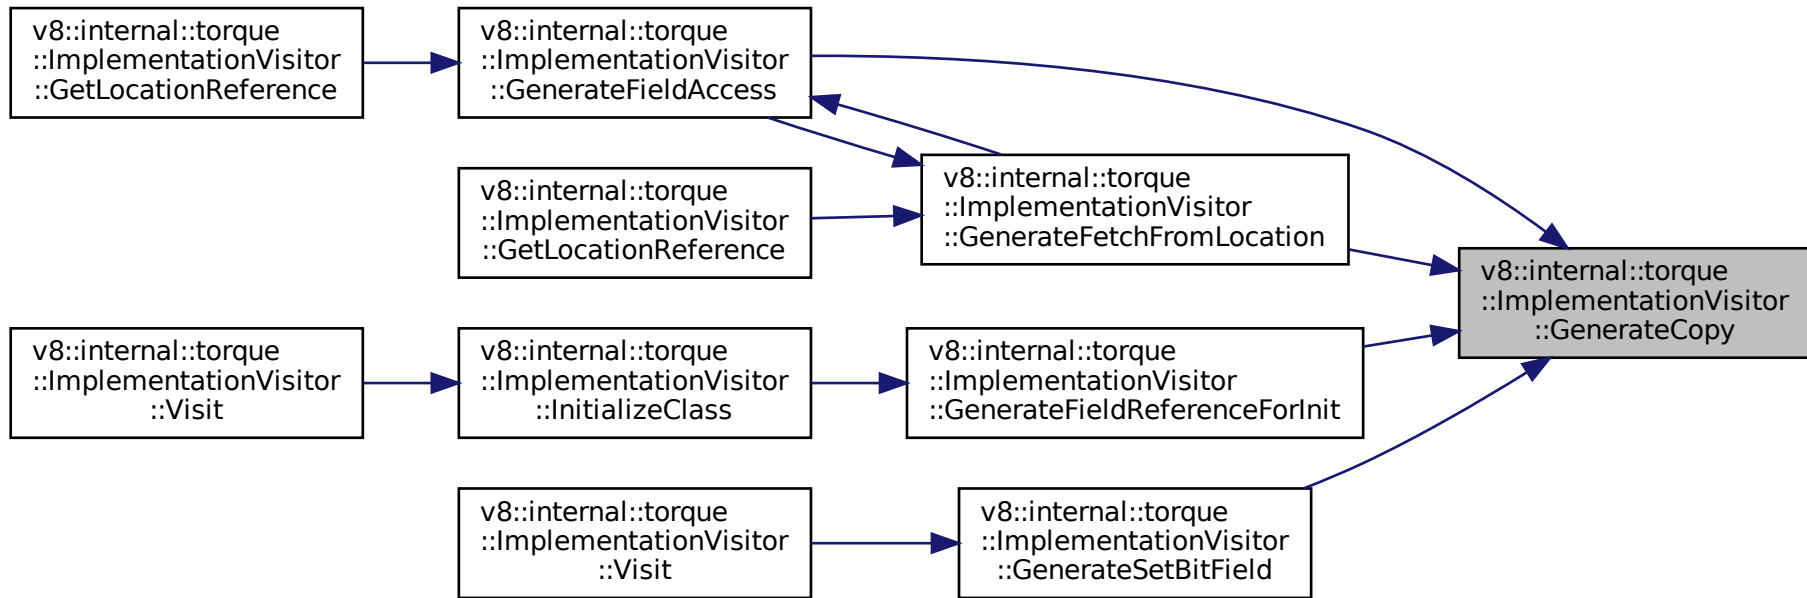 v8::internal::torque
::ImplementationVisitor
::GetLocationReference
v8::internal::torque
::ImplementationVisitor
::GenerateFieldAccess
v8::internal::torque
::ImplementationVisitor
::GetLocationReference
v8::internal::torque
::ImplementationVisitor
::GenerateFetchFromLocation
v8::internal::torque
::ImplementationVisitor
::GenerateCopy
v8::internal::torque
::ImplementationVisitor
::Visit
v8::internal::torque
::ImplementationVisitor
::InitializeClass
v8::internal::torque
::ImplementationVisitor
::GenerateFieldReferenceForInit
v8::internal::torque
::ImplementationVisitor
::Visit
v8::internal::torque
::ImplementationVisitor
::GenerateSetBitField